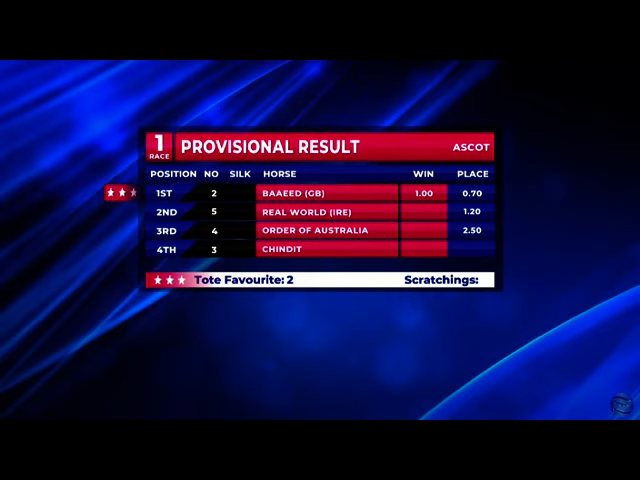 1
RACE
PROVISIONAL RESULT
ASCOT
POSITION NO SILK HORSE WIN PLACE
1ST 2 BAAEED (GB) 1.00 0.70
2ND 5 REAL WORLD (IRE) 1.20
3RD 4 ORDER OF AUSTRALIA 2.50
4TH 3 CHINDIT
Tote Favourite: 2 Scratchings: